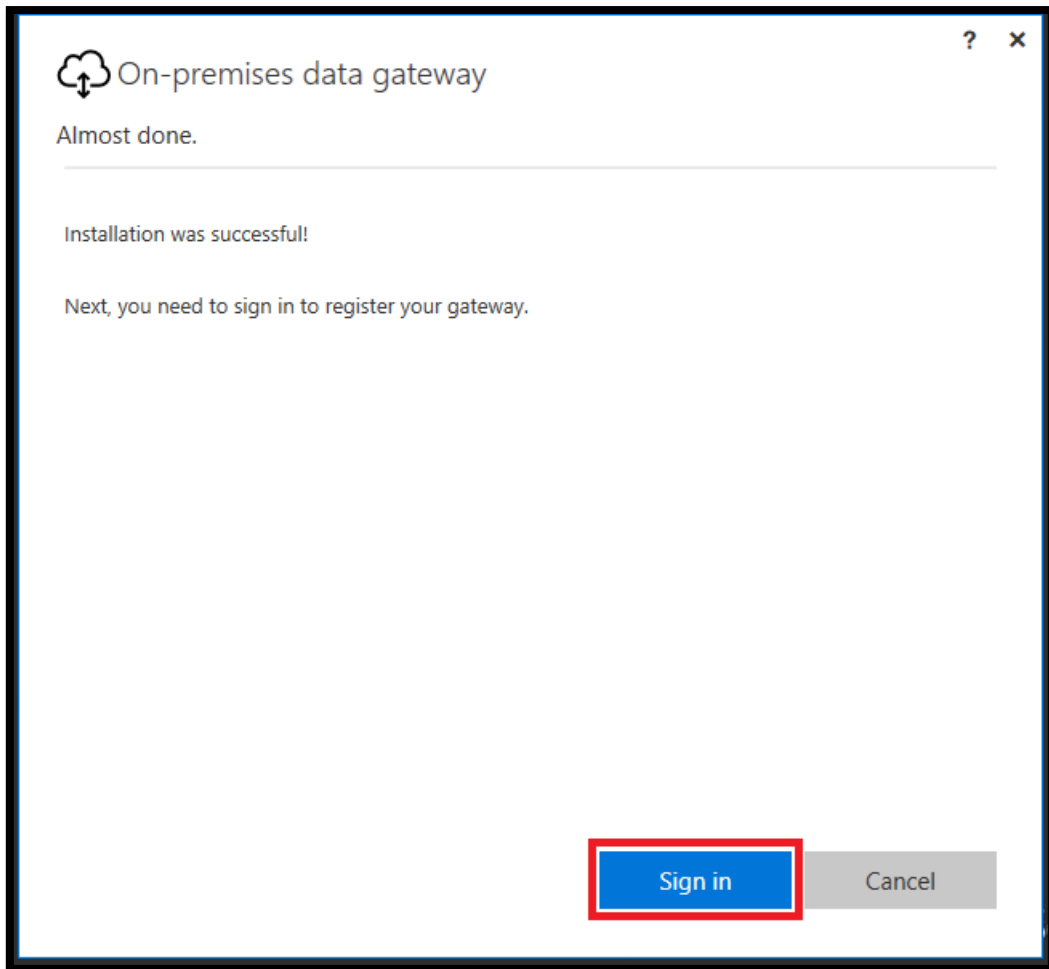 ? ×
On-premises data gateway
Almost done.
Installation was successful!
Next, you need to sign in to register your gateway.
Sign in Cancel